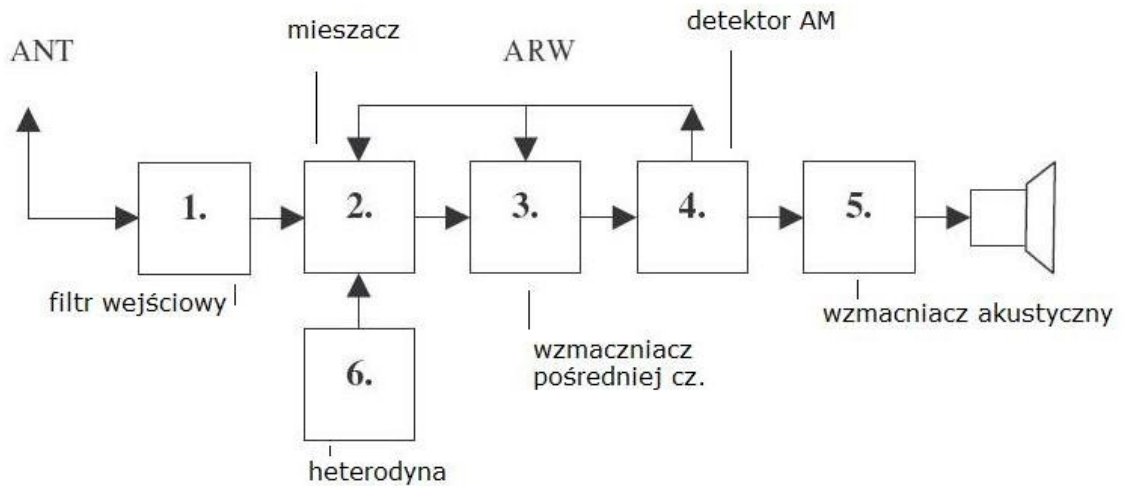 mieszacz
detektor AM
ANT
ARW
1.
2.
3.
4.
5.
filtr wejściowy
wzmacniacz akustyczny
6.
wzmaczniacz
pośredniej cz.
heterodyna